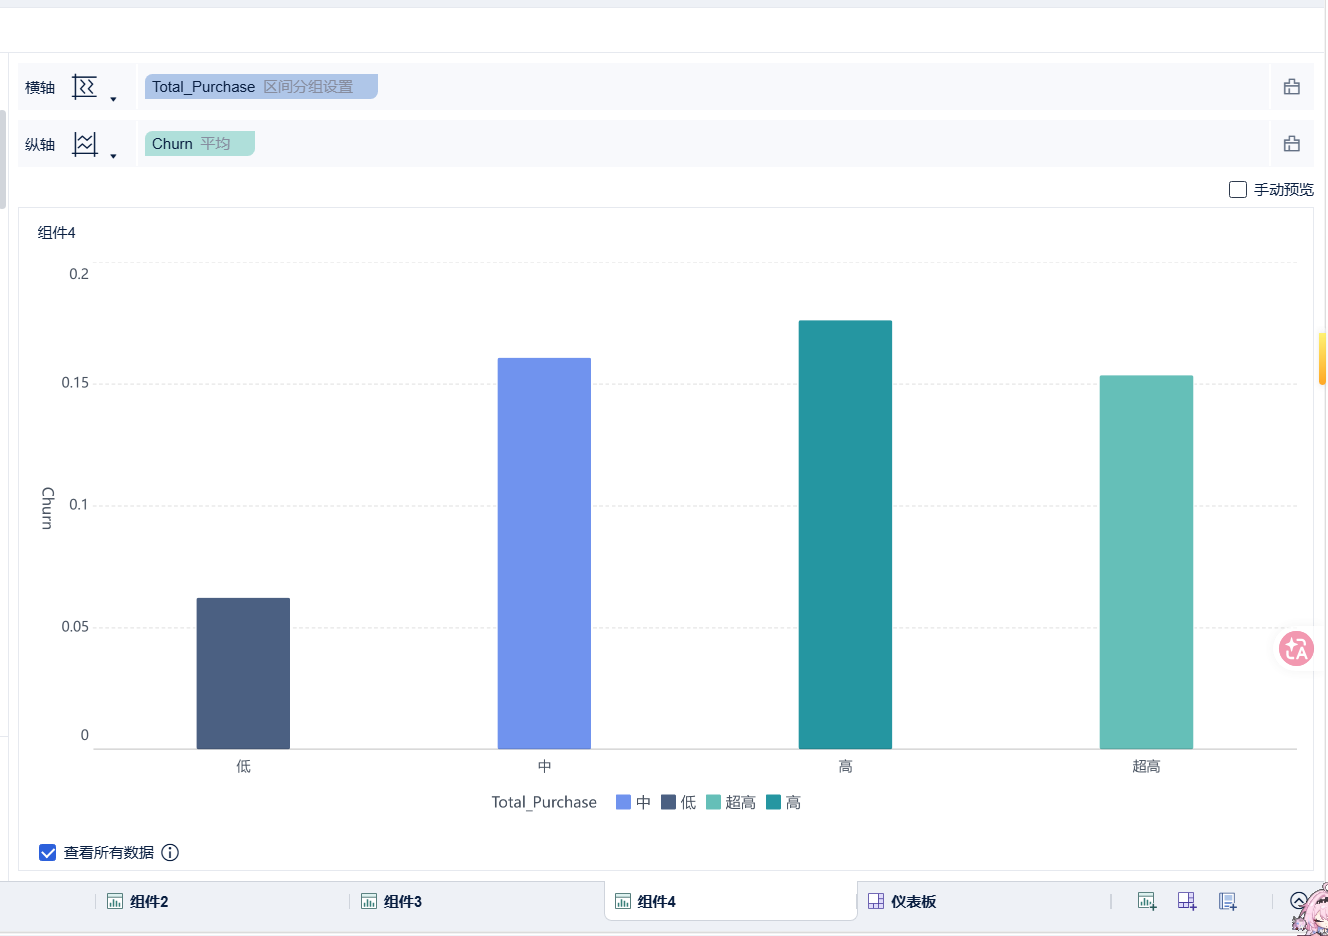 横轴
Total_Purchase 区间分组设置
纵轴
Churn 平均
手动预览
组件4
0.2
0.15
0.1
0.05
0
Churn
低
中
高
超高
Total_Purchase 中 低 超高 高
查看所有数据
组件2
组件3
组件4
仪表板